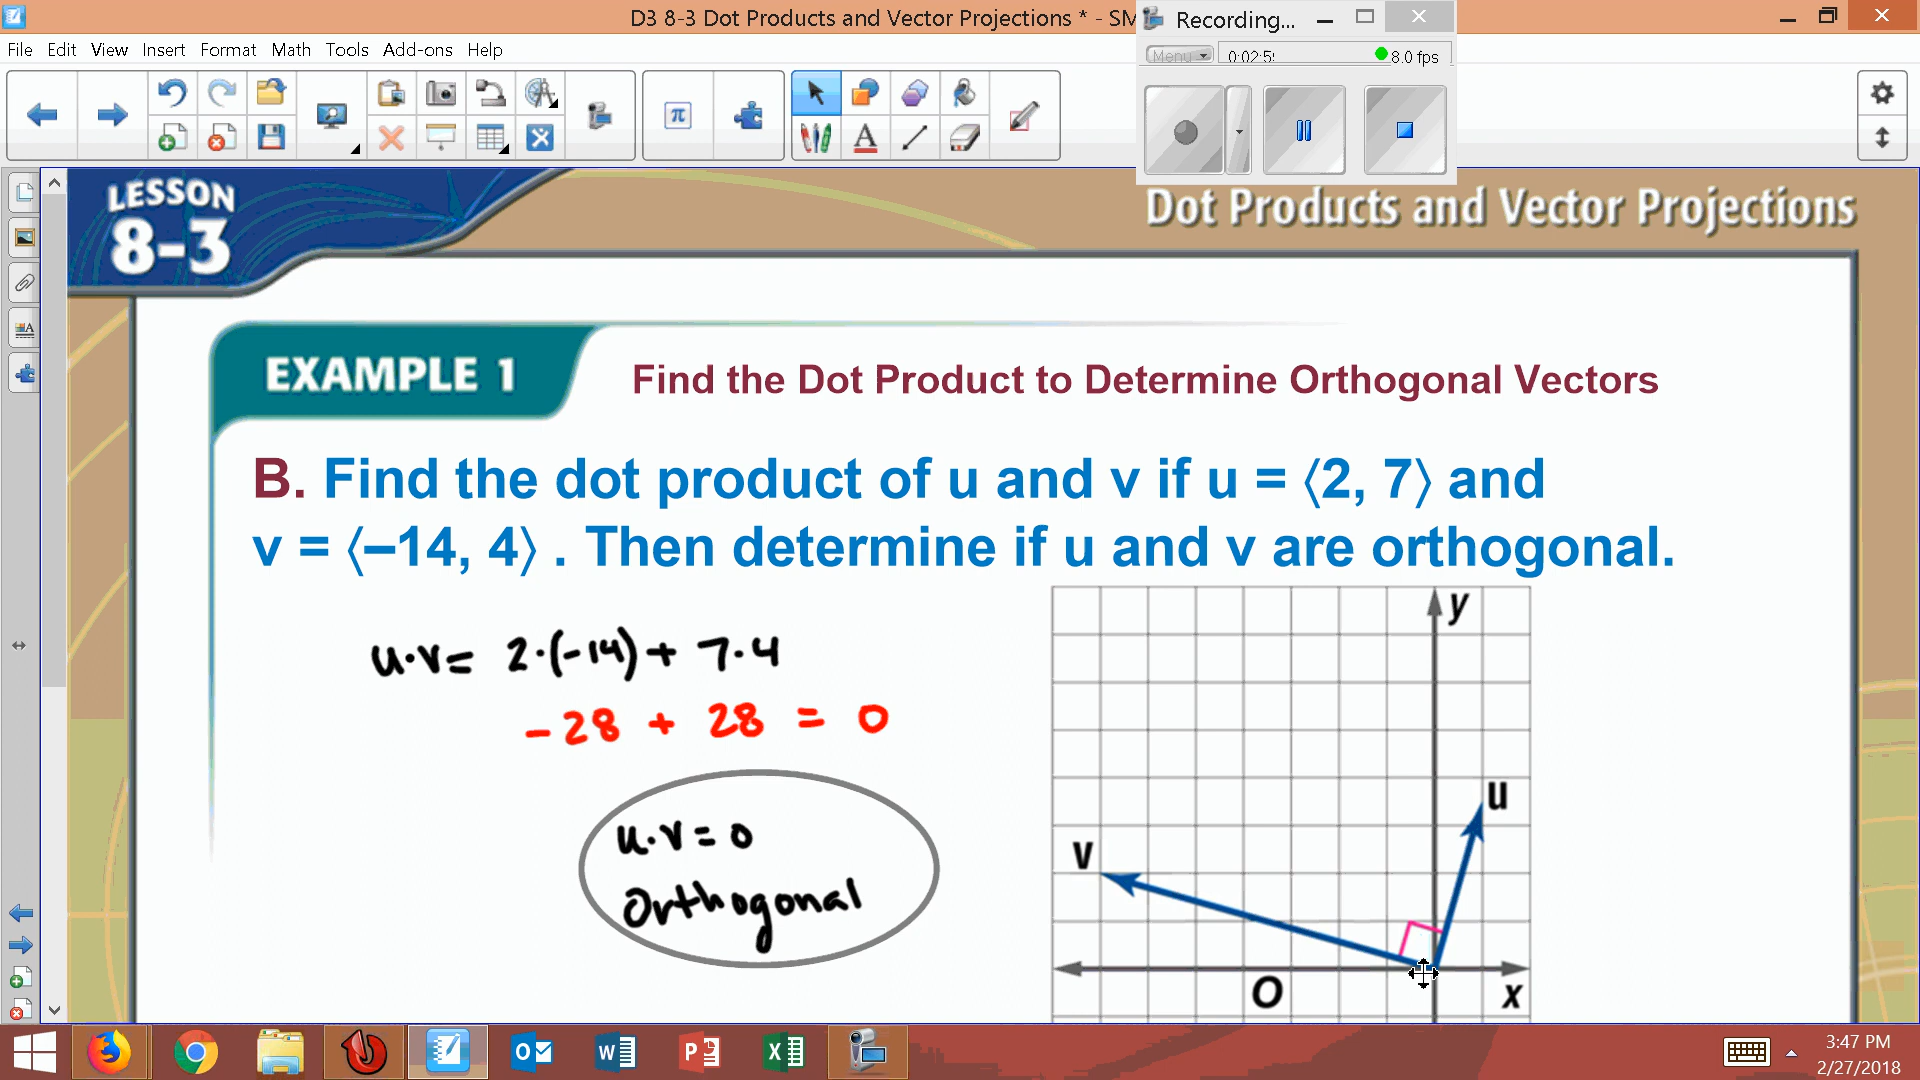 D3 8-3 Dot Products and Vector Projections * - SM
Recording...
Menu
8.0 fps
File Edit View Insert Format Math Tools Add-ons Help
π
A
LESSON
8-3
Dot Products and Vector Projections
EXAMPLE 1
Find the Dot Product to Determine Orthogonal Vectors
B. Find the dot product of u and v if u = ⟨2, 7⟩ and
v = ⟨–14, 4⟩ . Then determine if u and v are orthogonal.
u·v= 2·(-14)+ 7·4
-28 + 28 = 0
u·v=0
Orthogonal
y
u
v
O
x
3:47 PM
2/27/2018